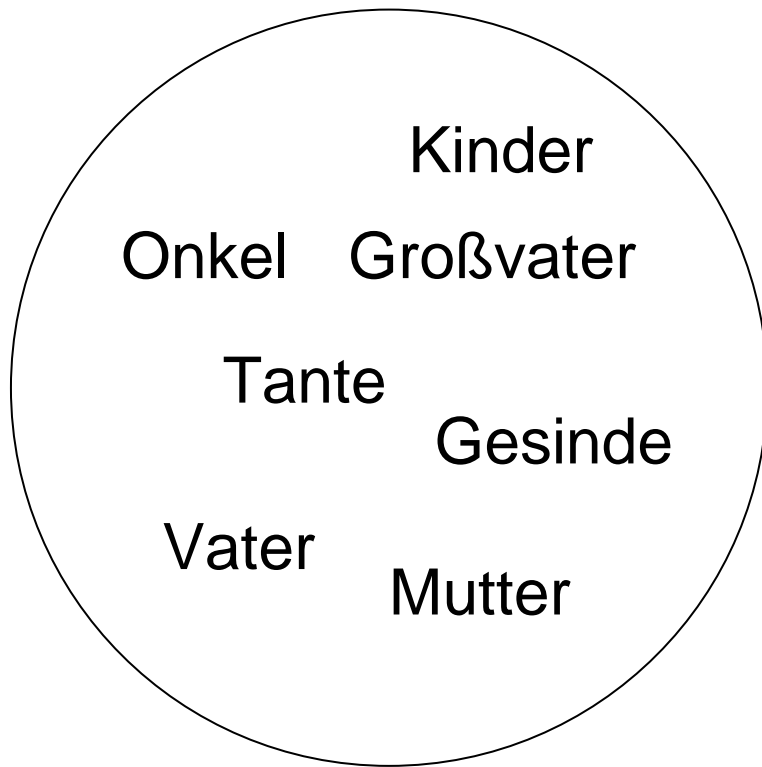 Kinder
Onkel Großvater
Tante
Gesinde
Vater
Mutter